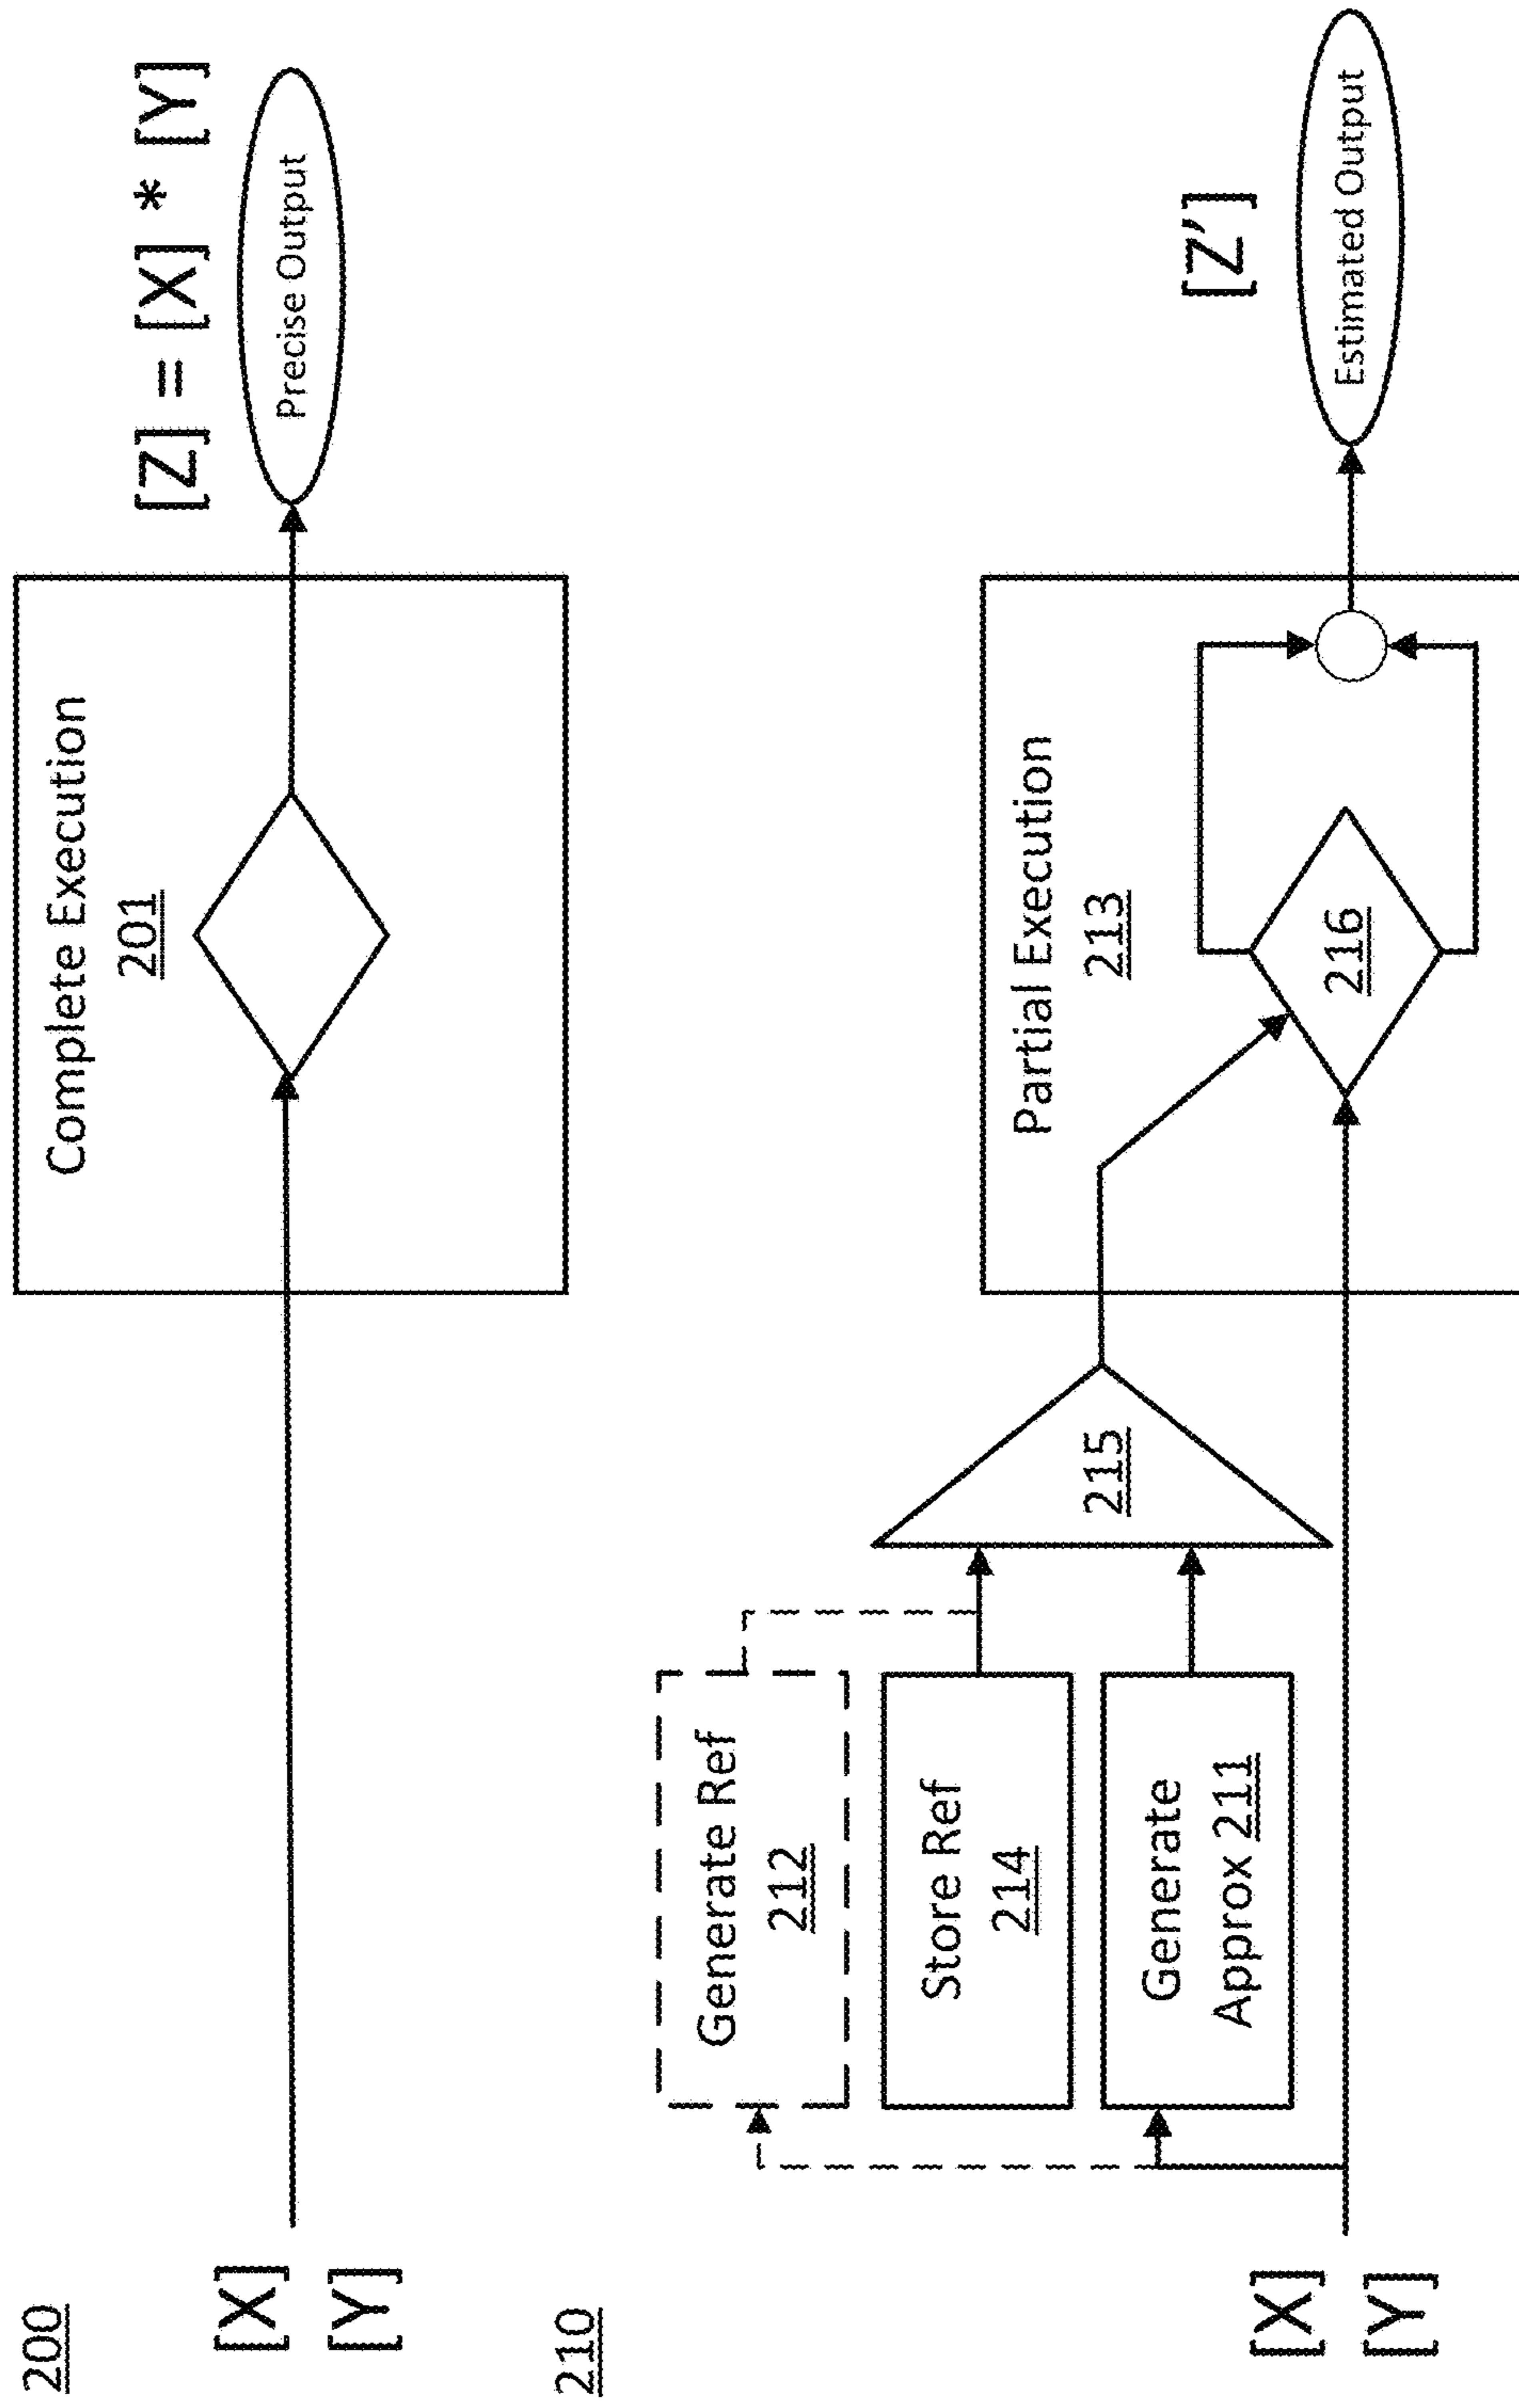 200
[X]
[Y]
Complete Execution
201
[Z] = [X] * [Y]
Precise Output
210
[X]
[Y]
Generate Ref
212
Store Ref
214
Generate
Approx 211
215
Partial Execution
213
216
[Z']
Estimated Output